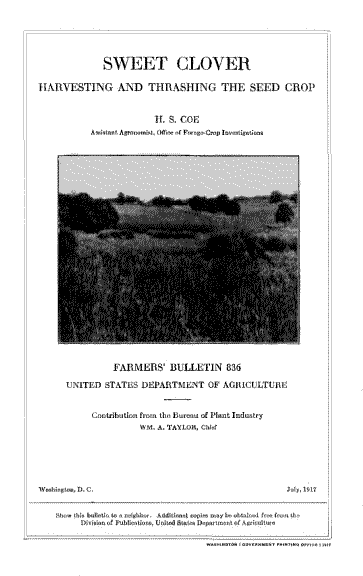 SWEET CLOVER
HARVESTING AND THRASHING THE SEED CROP
H. S. COE
Assistant Agronomist, Office of Forage-Crop Investigations
FARMERS' BULLETIN 836
UNITED STATES DEPARTMENT OF AGRICULTURE
Contribution from the Bureau of Plant Industry
WM. A. TAYLOR, Chief
Washington, D. C. July, 1917
Show this bulletin to a neighbor. Additional copies may be obtained free from the
Division of Publications, United States Department of Agriculture
WASHINGTON : GOVERNMENT PRINTING OFFICE : 1917